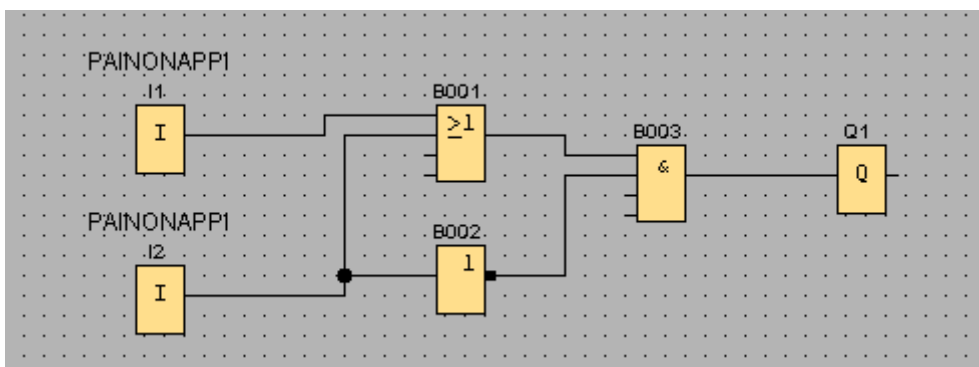 PAINONAPP1
I1
I
B001
≥1
B003
&
Q1
Q
PAINONAPP1
I2
I
B002
1